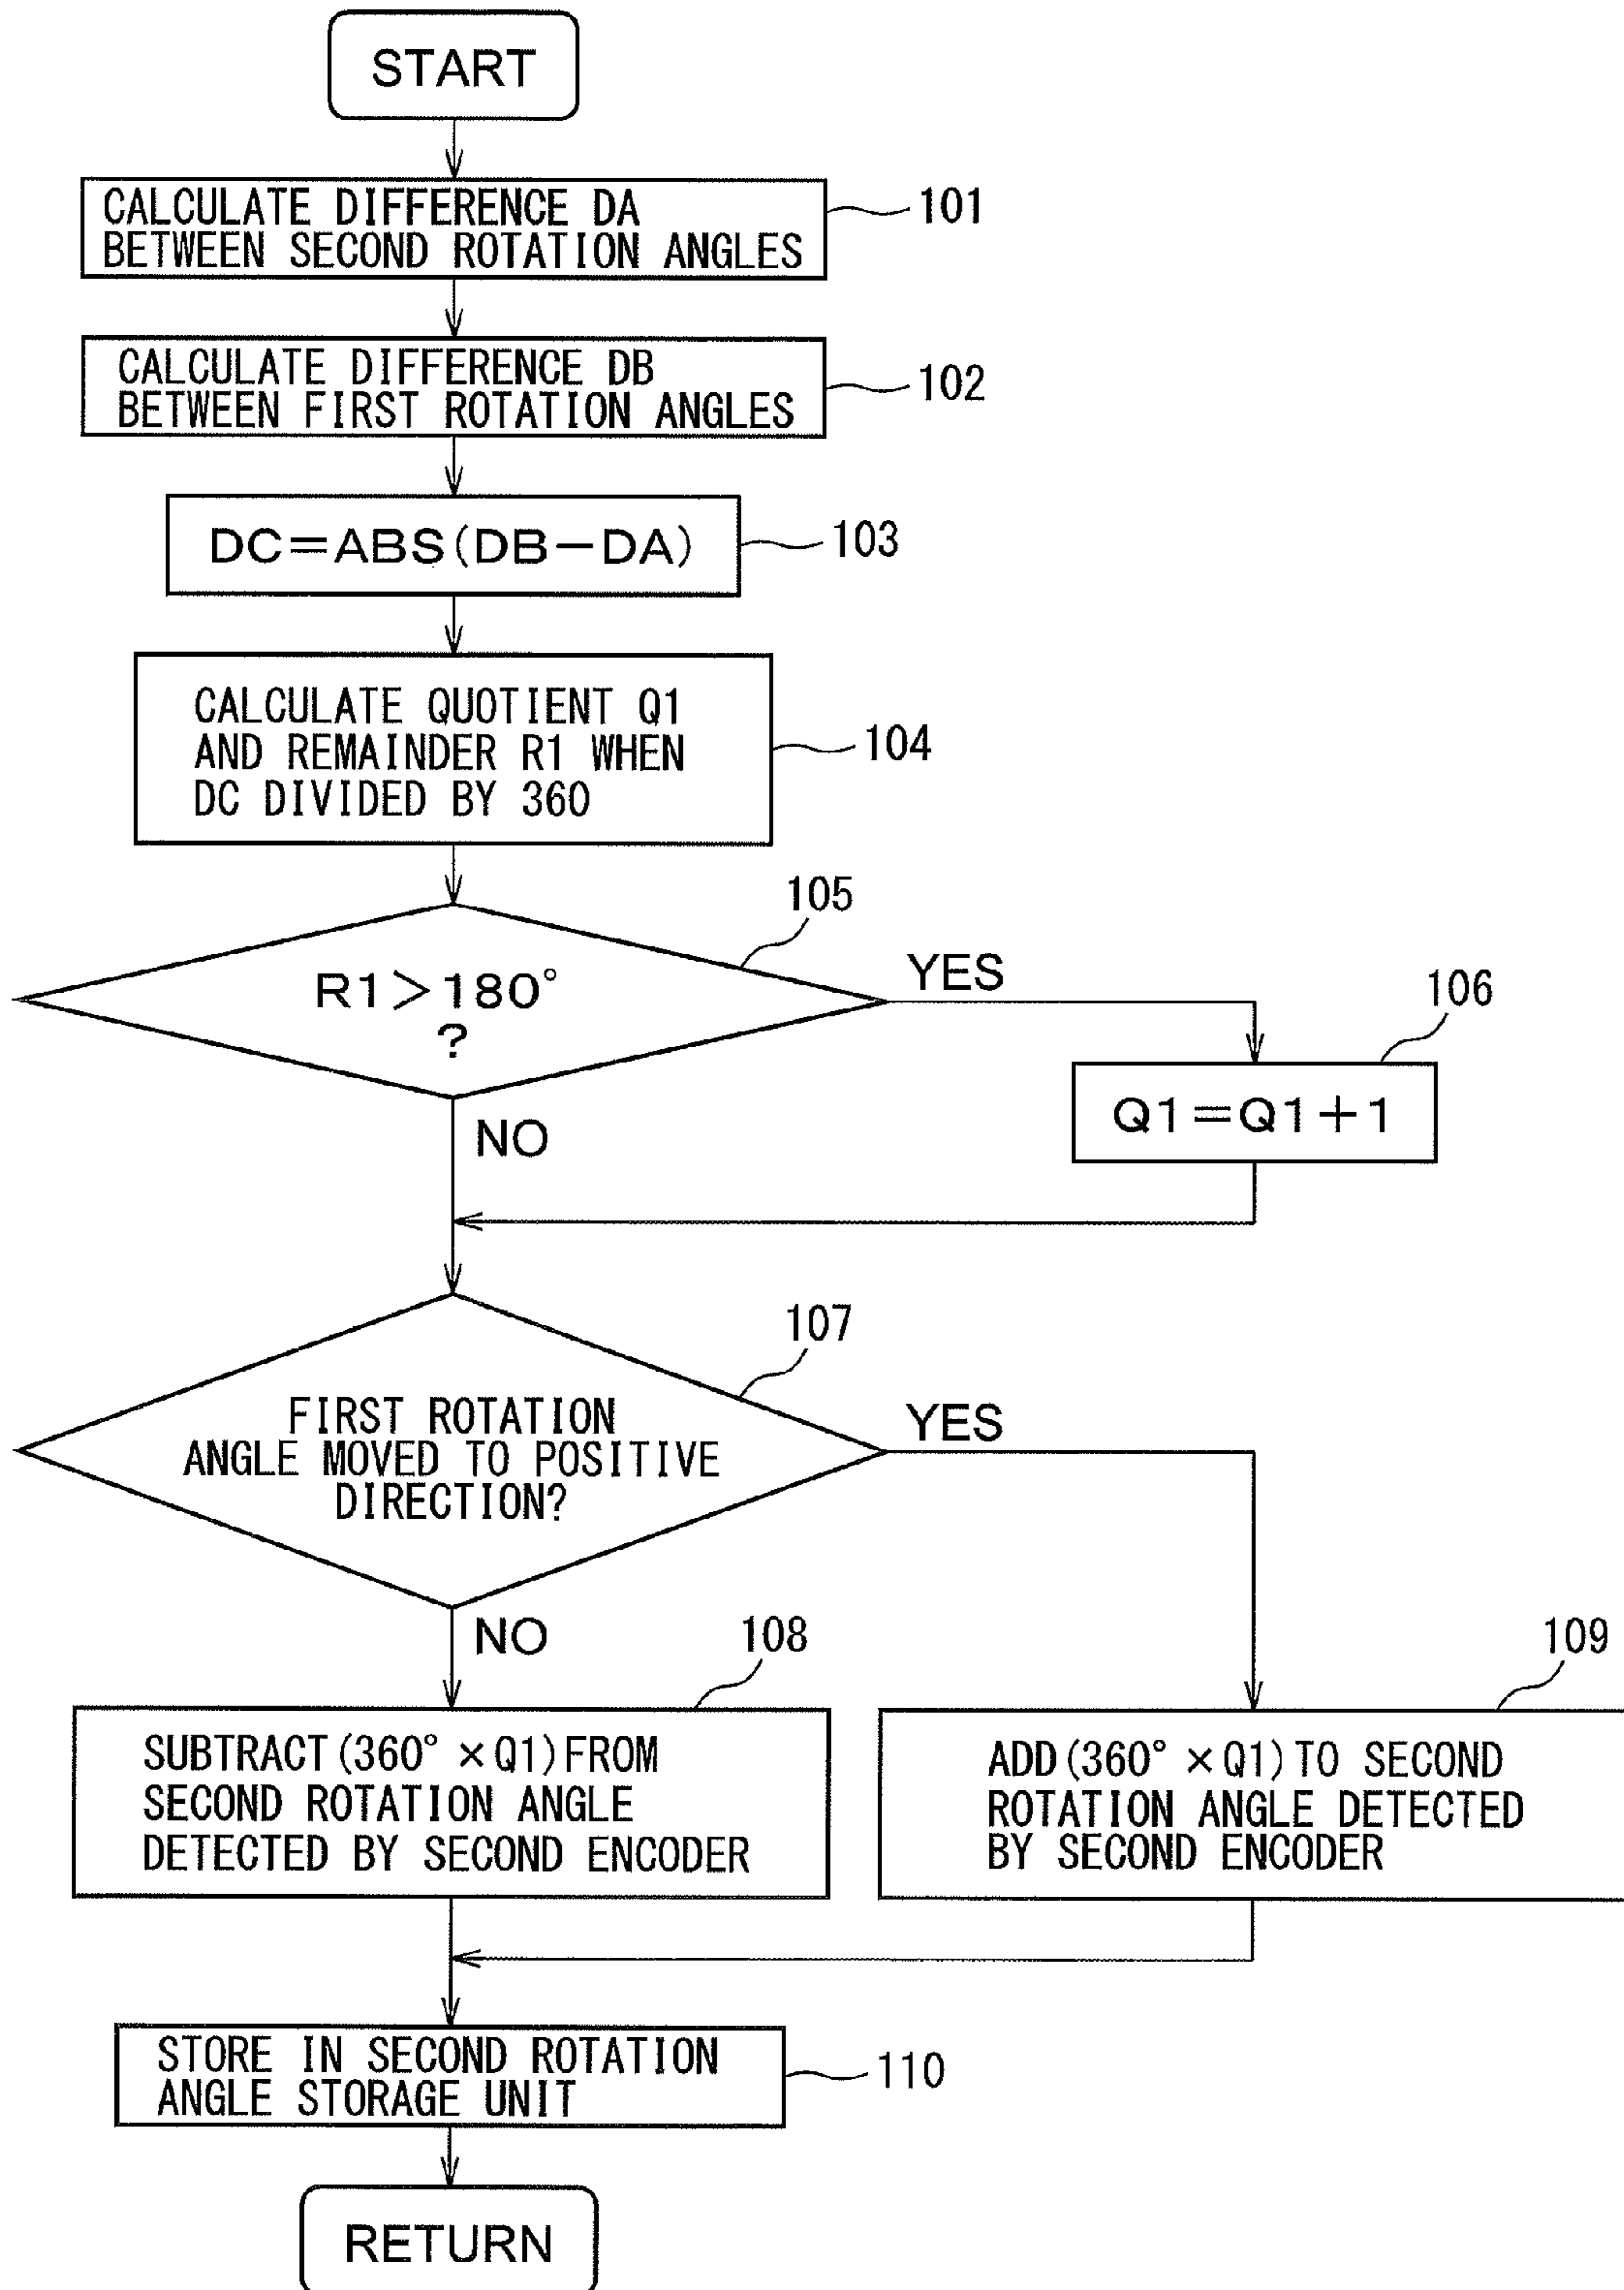 START
CALCULATE DIFFERENCE DA
BETWEEN SECOND ROTATION ANGLES
101
CALCULATE DIFFERENCE DB
BETWEEN FIRST ROTATION ANGLES
102
DC=ABS(DB−DA)
103
CALCULATE QUOTIENT Q1
AND REMAINDER R1 WHEN
DC DIVIDED BY 360
104
105
R1>180°
?
YES
106
Q1=Q1+1
NO
107
FIRST ROTATION
ANGLE MOVED TO POSITIVE
DIRECTION?
YES
NO
108
SUBTRACT(360° ×Q1)FROM
SECOND ROTATION ANGLE
DETECTED BY SECOND ENCODER
109
ADD(360° ×Q1)TO SECOND
ROTATION ANGLE DETECTED
BY SECOND ENCODER
STORE IN SECOND ROTATION
ANGLE STORAGE UNIT
110
RETURN